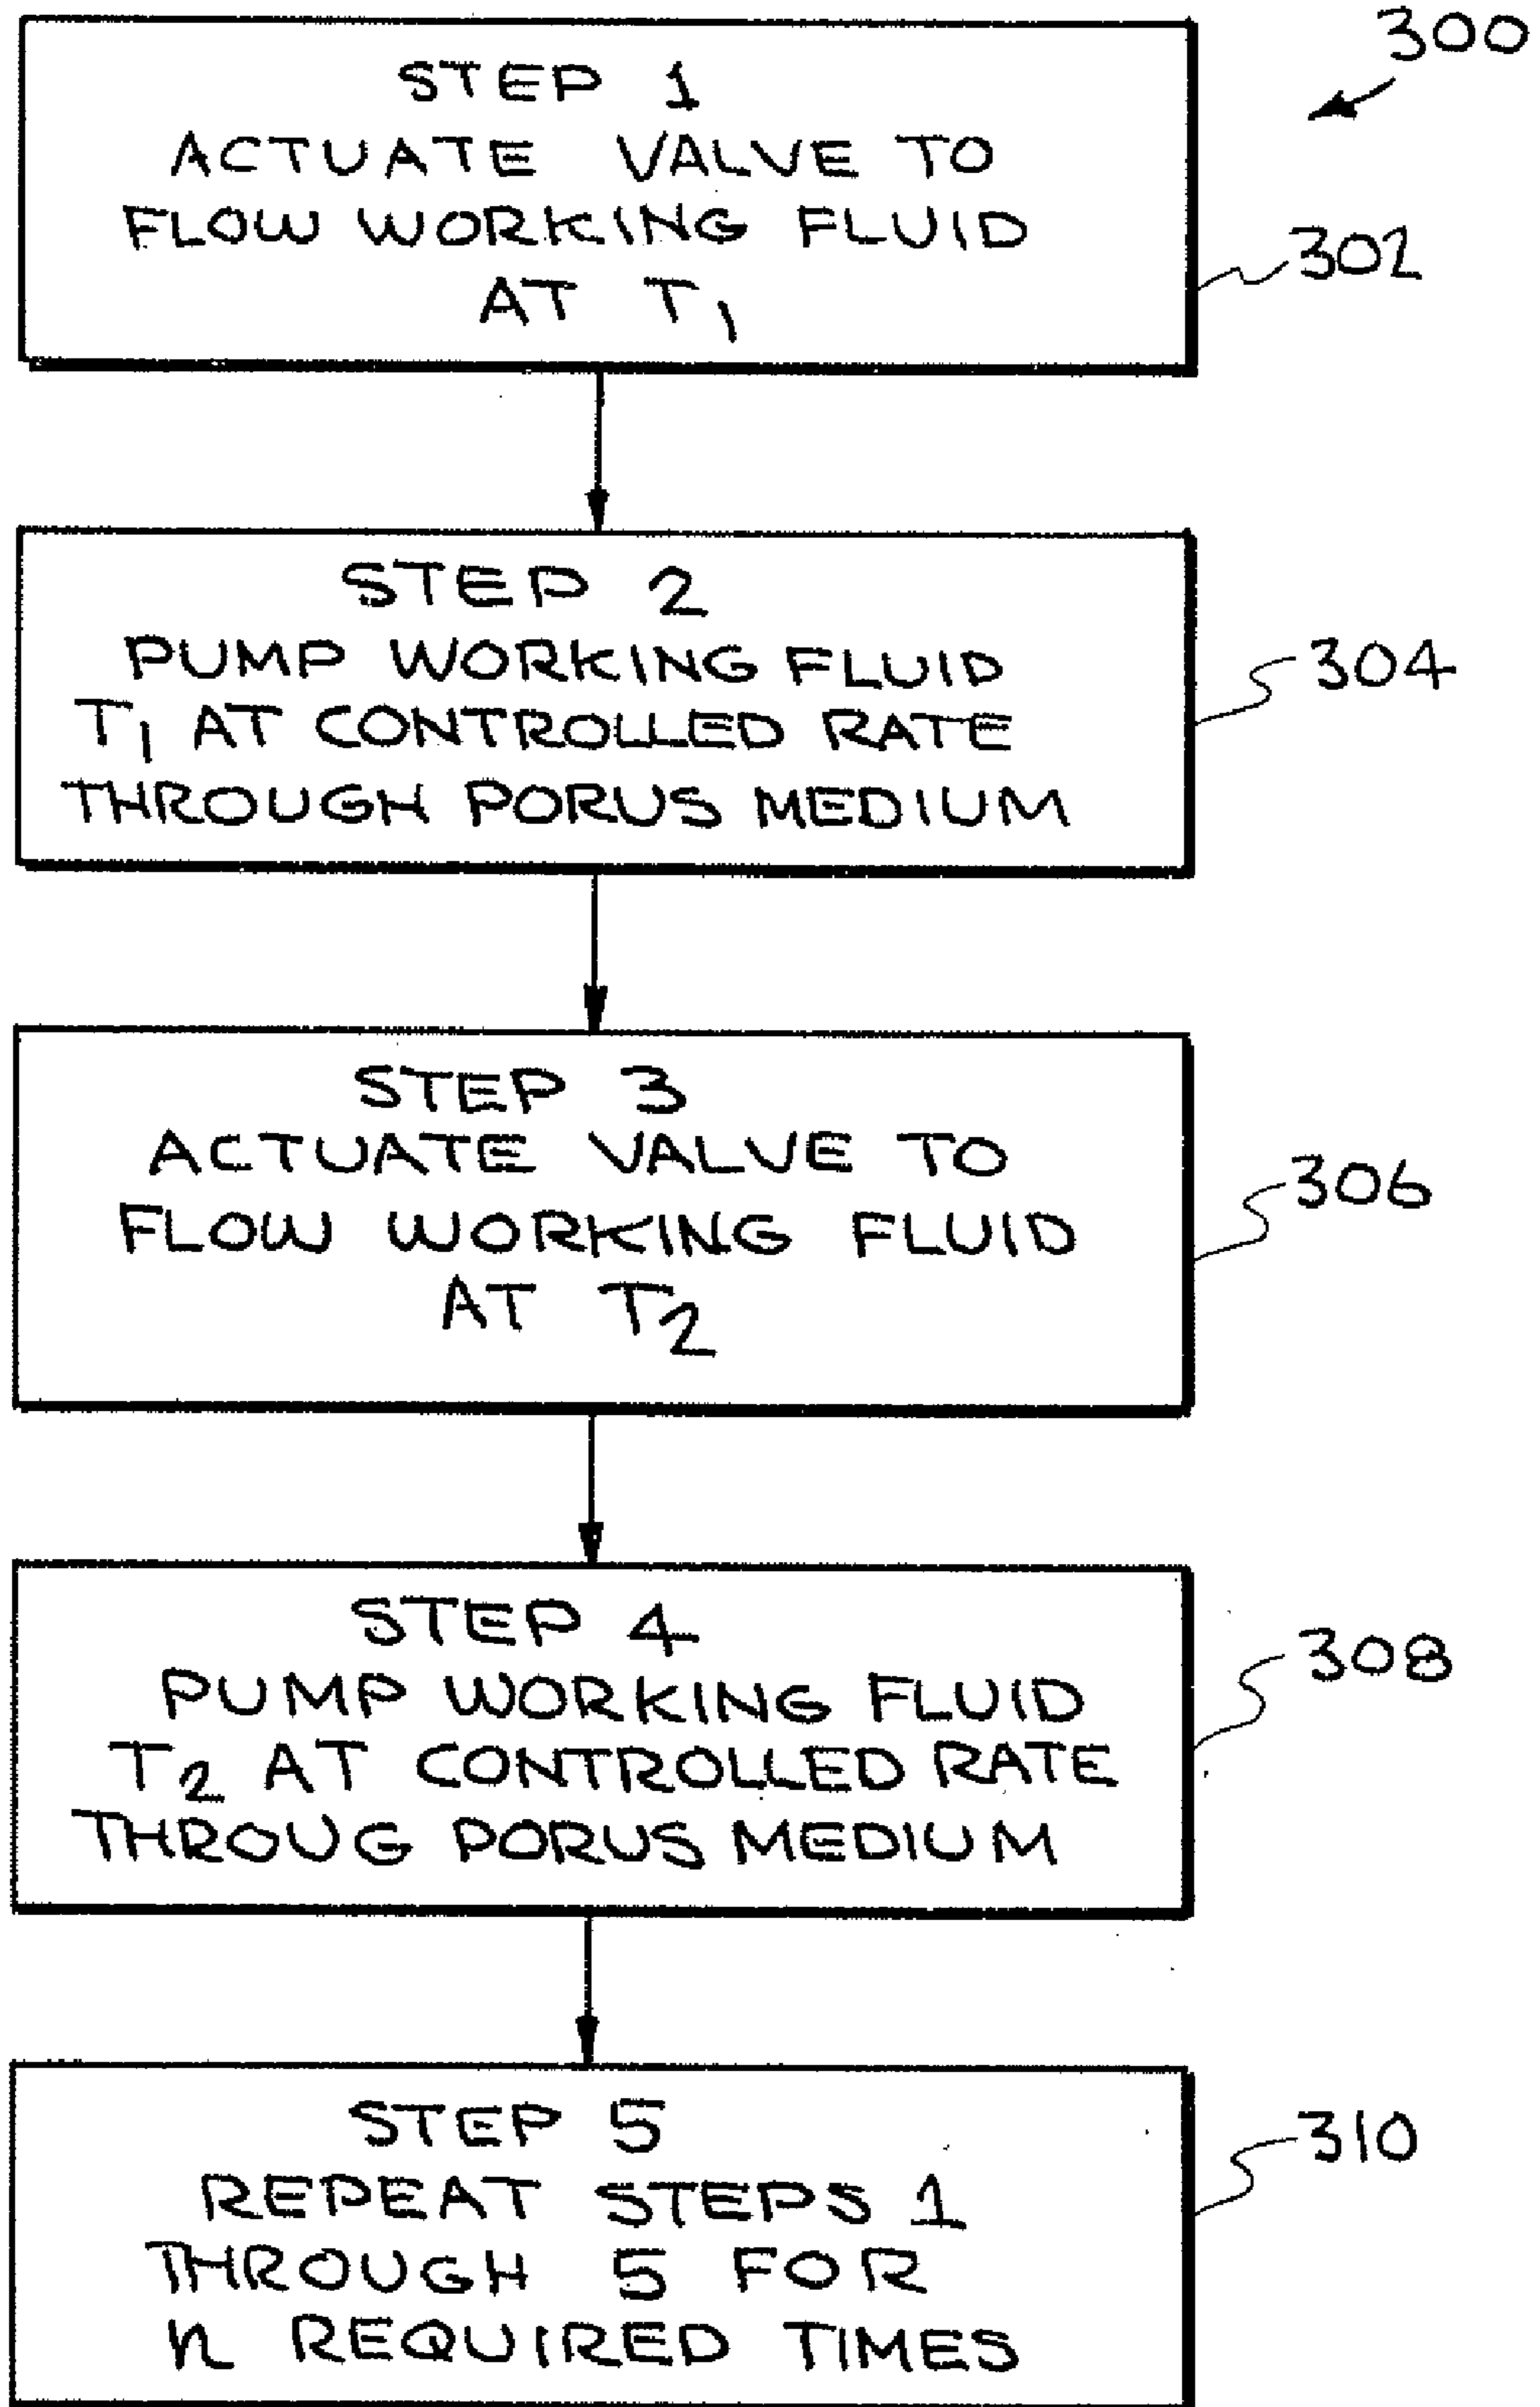 300
STEP 1
ACTUATE VALVE TO
FLOW WORKING FLUID
AT T₁
302
STEP 2
PUMP WORKING FLUID
T₁ AT CONTROLLED RATE
THROUGH PORUS MEDIUM
304
STEP 3
ACTUATE VALVE TO
FLOW WORKING FLUID
AT T₂
306
STEP 4
PUMP WORKING FLUID
T₂ AT CONTROLLED RATE
THROUG PORUS MEDIUM
308
STEP 5
REPEAT STEPS 1
THROUGH 5 FOR
n REQUIRED TIMES
310